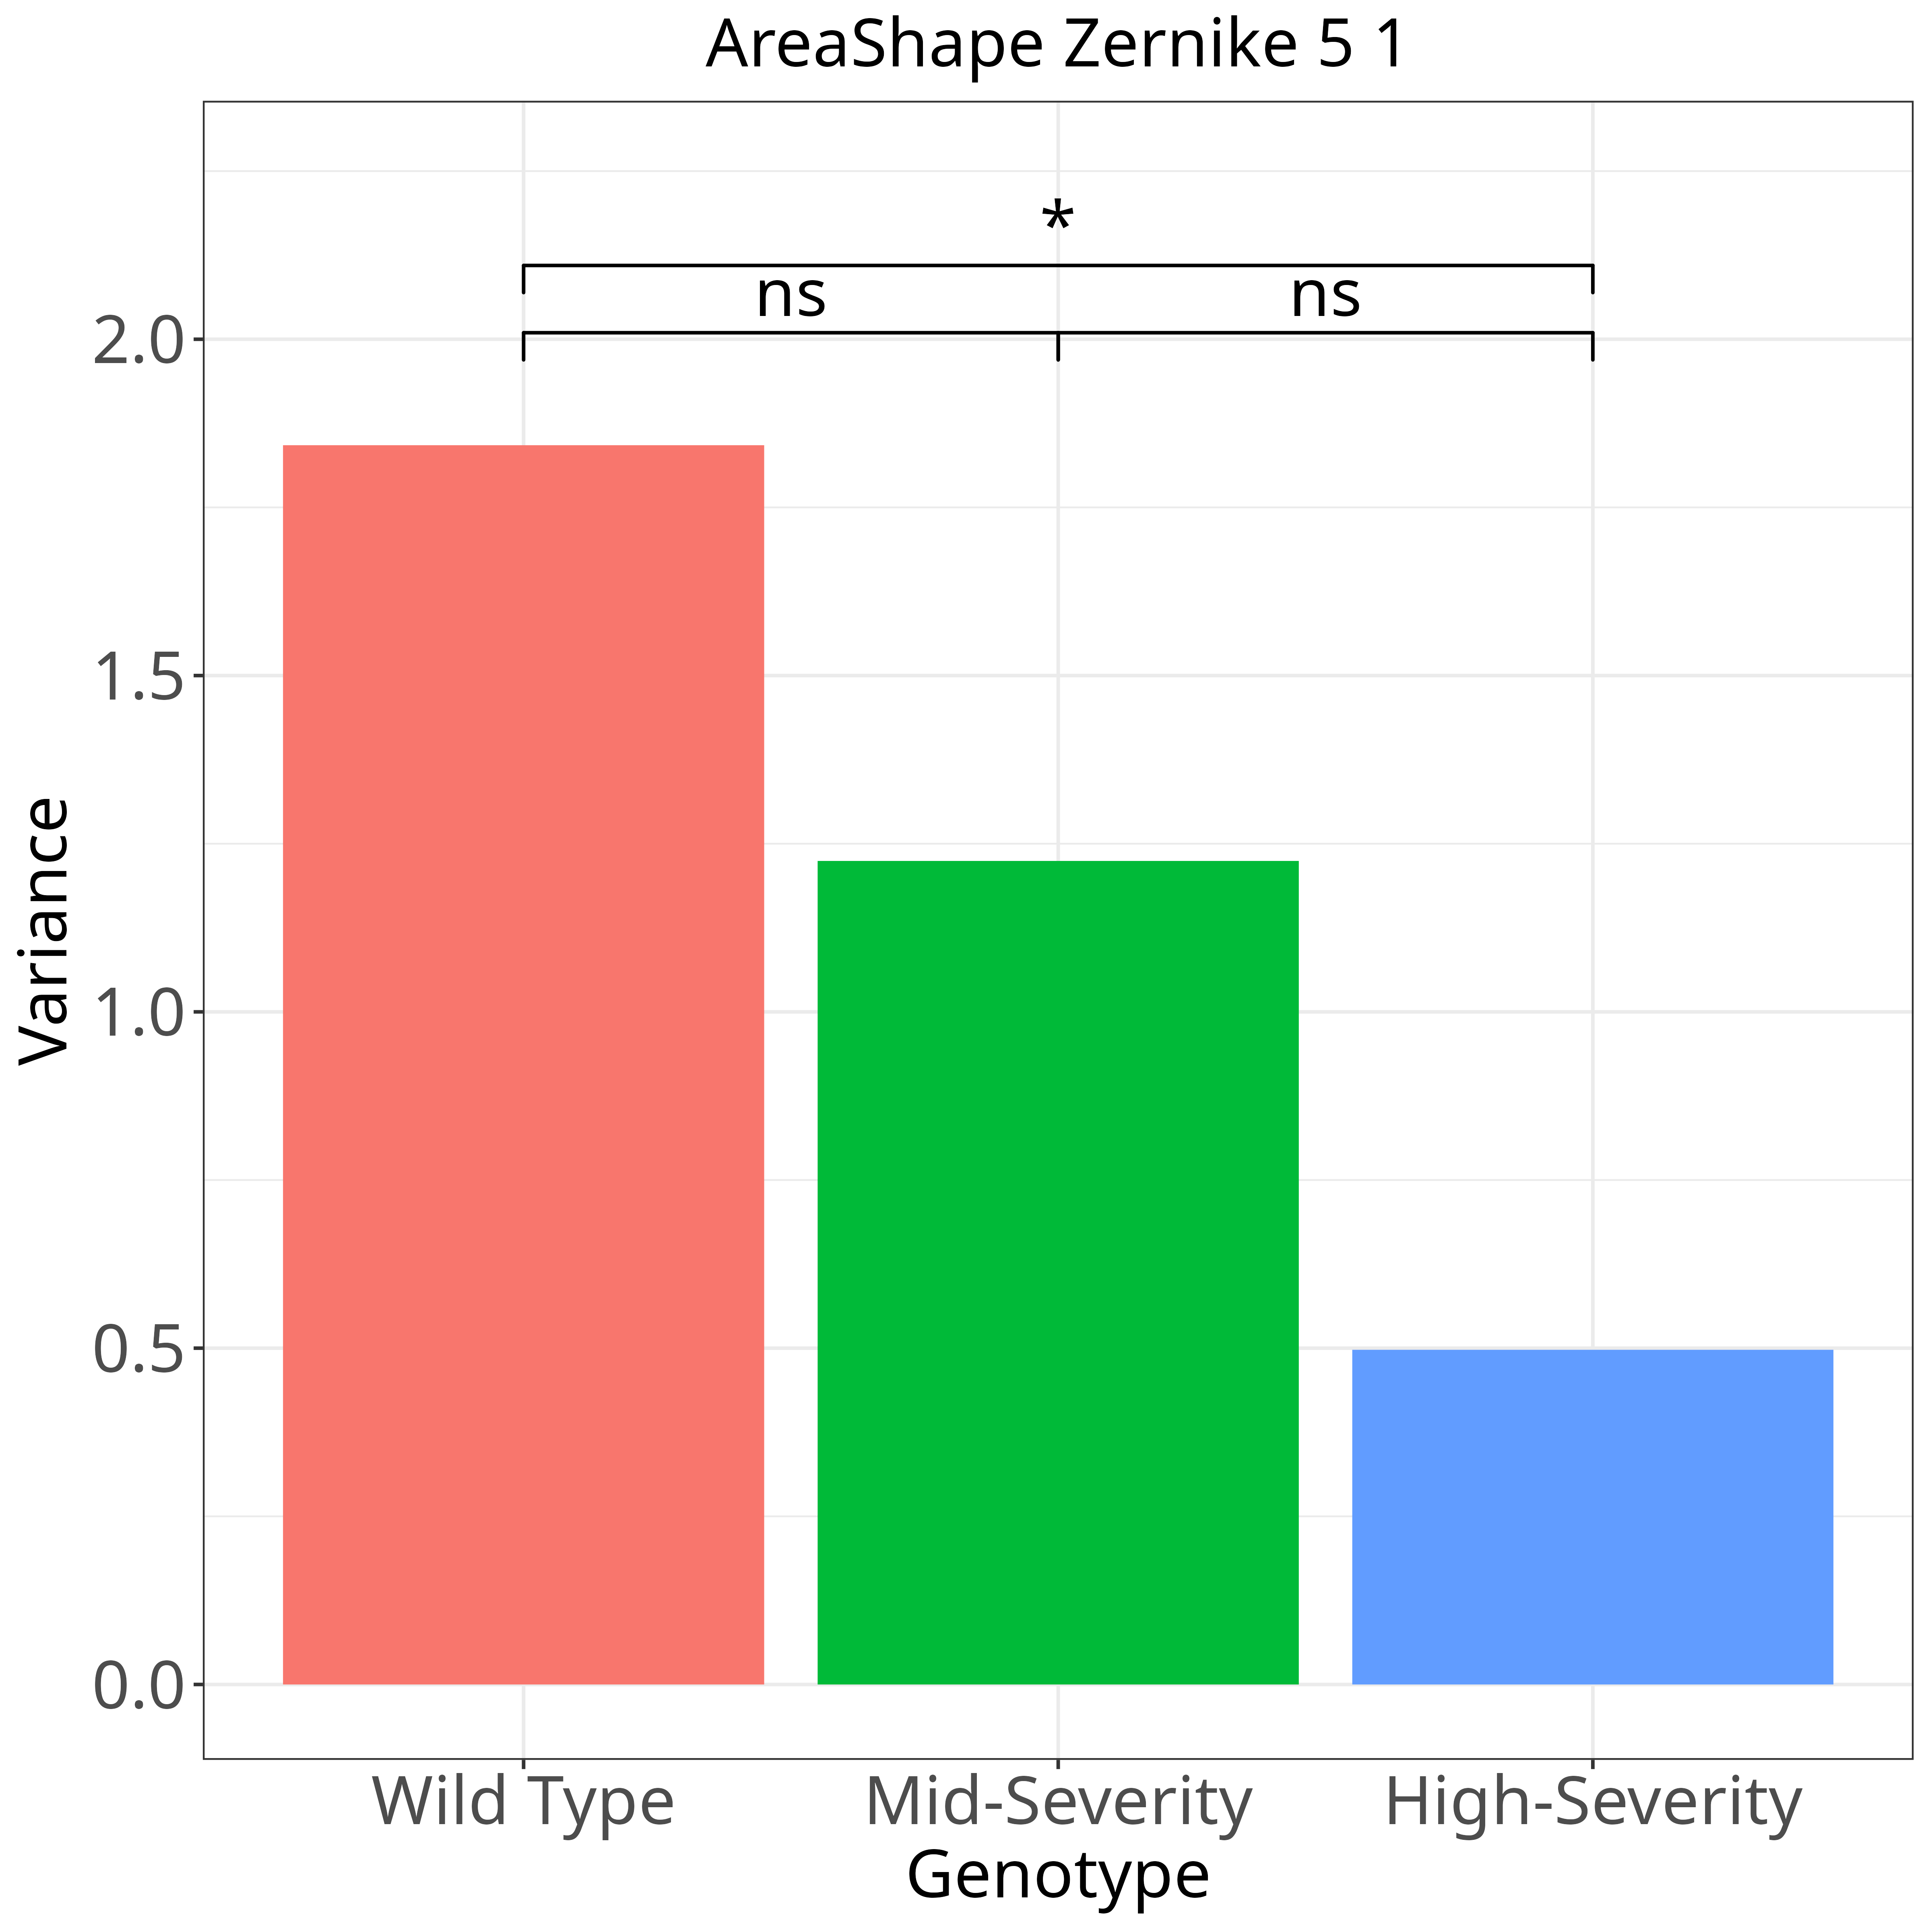 AreaShape Zernike 5 1
*
ns ns
2.0
1.5
1.0
0.5
0.0
Variance
Wild Type Mid-Severity High-Severity
Genotype